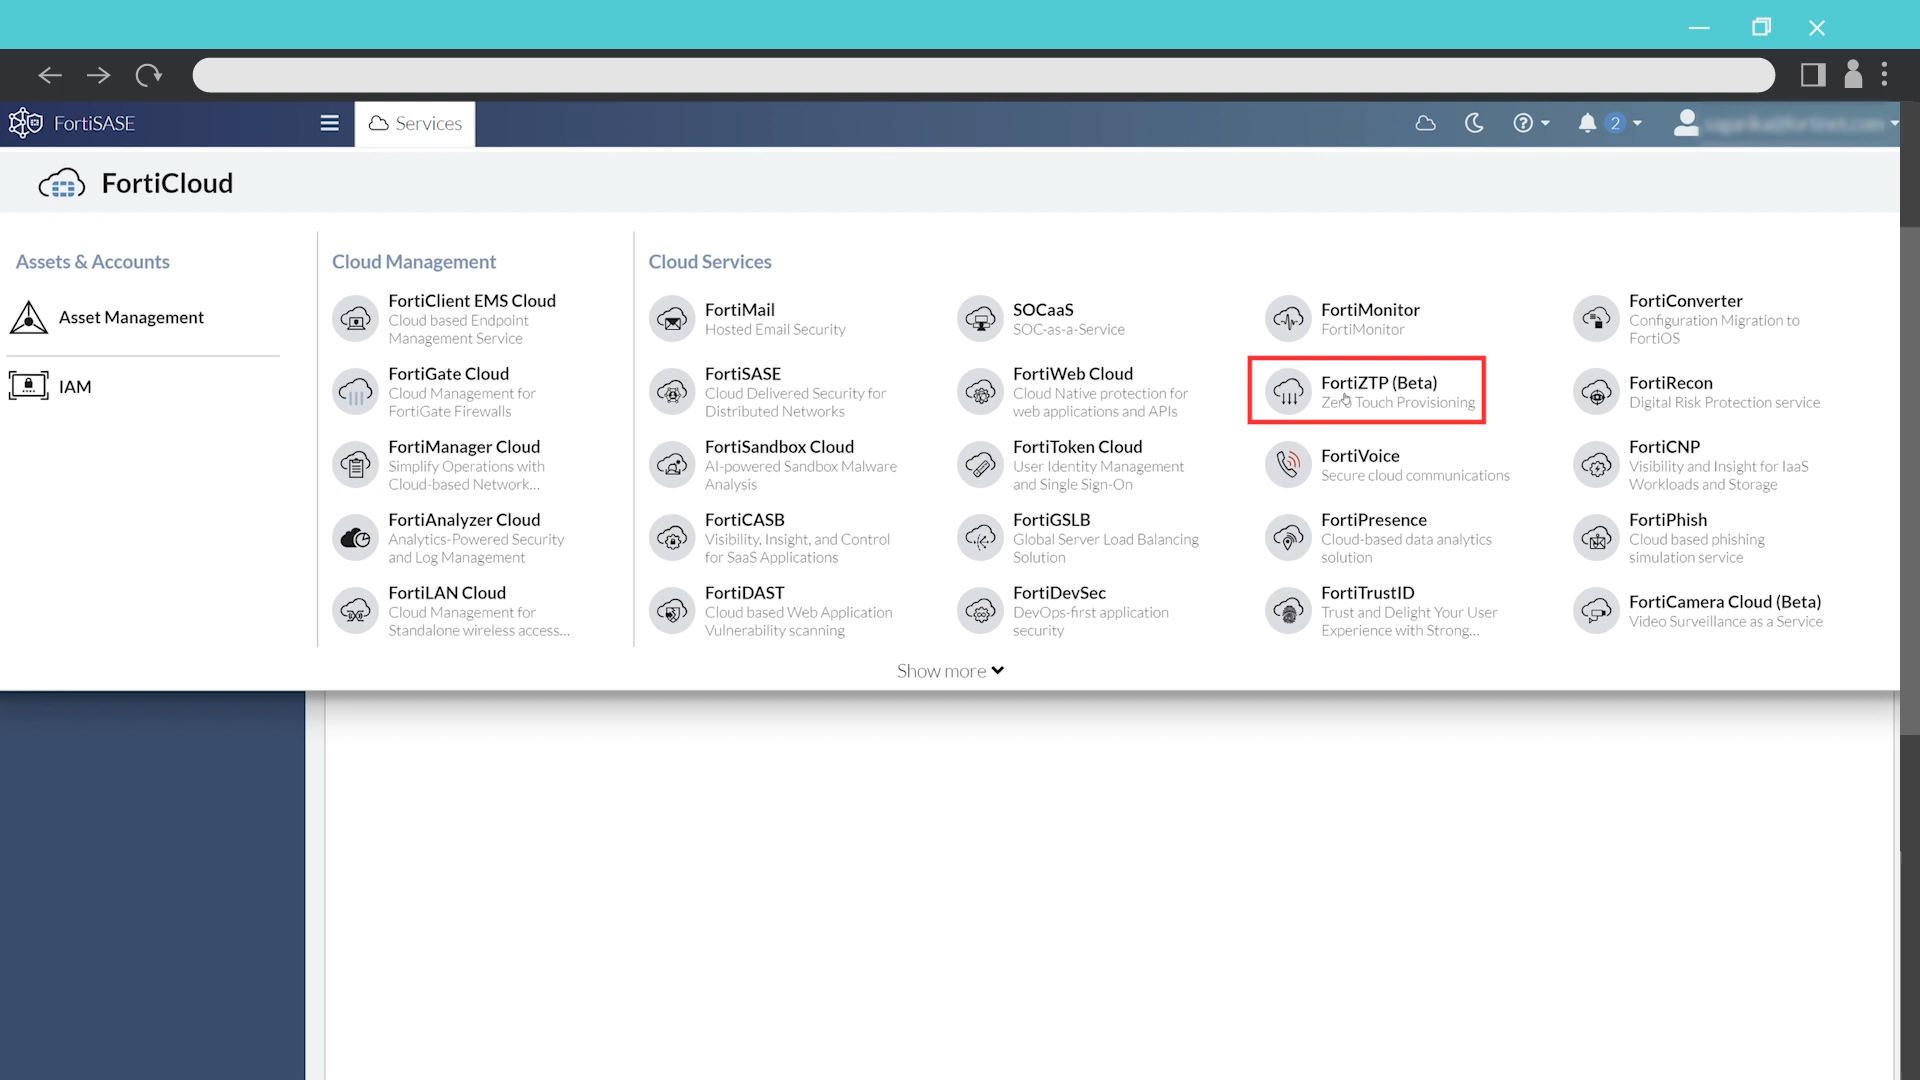 FortiSASE
Services
2
FortiCloud
Assets & Accounts
Asset Management
IAM
Cloud Management
FortiClient EMS Cloud
Cloud based Endpoint
Management Service
FortiGate Cloud
Cloud Management for
FortiGate Firewalls
FortiManager Cloud
Simplify Operations with
Cloud-based Network...
FortiAnalyzer Cloud
Analytics-Powered Security
and Log Management
FortiLAN Cloud
Cloud Management for
Standalone wireless access...
Cloud Services
FortiMail
Hosted Email Security
FortiSASE
Cloud Delivered Security for
Distributed Networks
FortiSandbox Cloud
AI-powered Sandbox Malware
Analysis
FortiCASB
Visibility, Insight, and Control
for SaaS Applications
FortiDAST
Cloud based Web Application
Vulnerability scanning
SOCaaS
SOC-as-a-Service
FortiWeb Cloud
Cloud Native protection for
web applications and APIs
FortiToken Cloud
User Identity Management
and Single Sign-On
FortiGSLB
Global Server Load Balancing
Solution
FortiDevSec
DevOps-first application
security
FortiMonitor
FortiMonitor
FortiZTP (Beta)
Zero Touch Provisioning
FortiVoice
Secure cloud communications
FortiPresence
Cloud-based data analytics
solution
FortiTrustID
Trust and Delight Your User
Experience with Strong...
FortiConverter
Configuration Migration to
FortiOS
FortiRecon
Digital Risk Protection service
FortiCNP
Visibility and Insight for IaaS
Workloads and Storage
FortiPhish
Cloud based phishing
simulation service
FortiCamera Cloud (Beta)
Video Surveillance as a Service
Show more